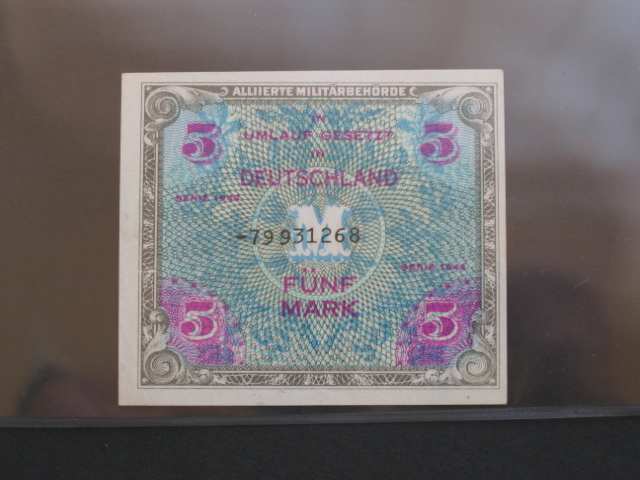 ALLIIERTE MILITÄRBEHÖRDE
IN
5 UMLAUF GESETZT 5
IN
DEUTSCHLAND
SERIE 1944
M
-79931268
SERIE 1944
FÜNF
5 MARK 5